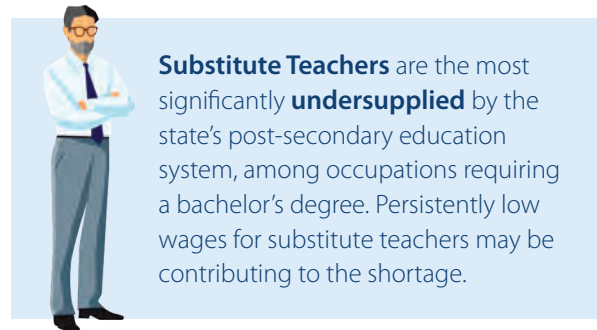 Substitute Teachers are the most
significantly undersupplied by the
state’s post-secondary education
system, among occupations requiring
a bachelor’s degree. Persistently low
wages for substitute teachers may be
contributing to the shortage.